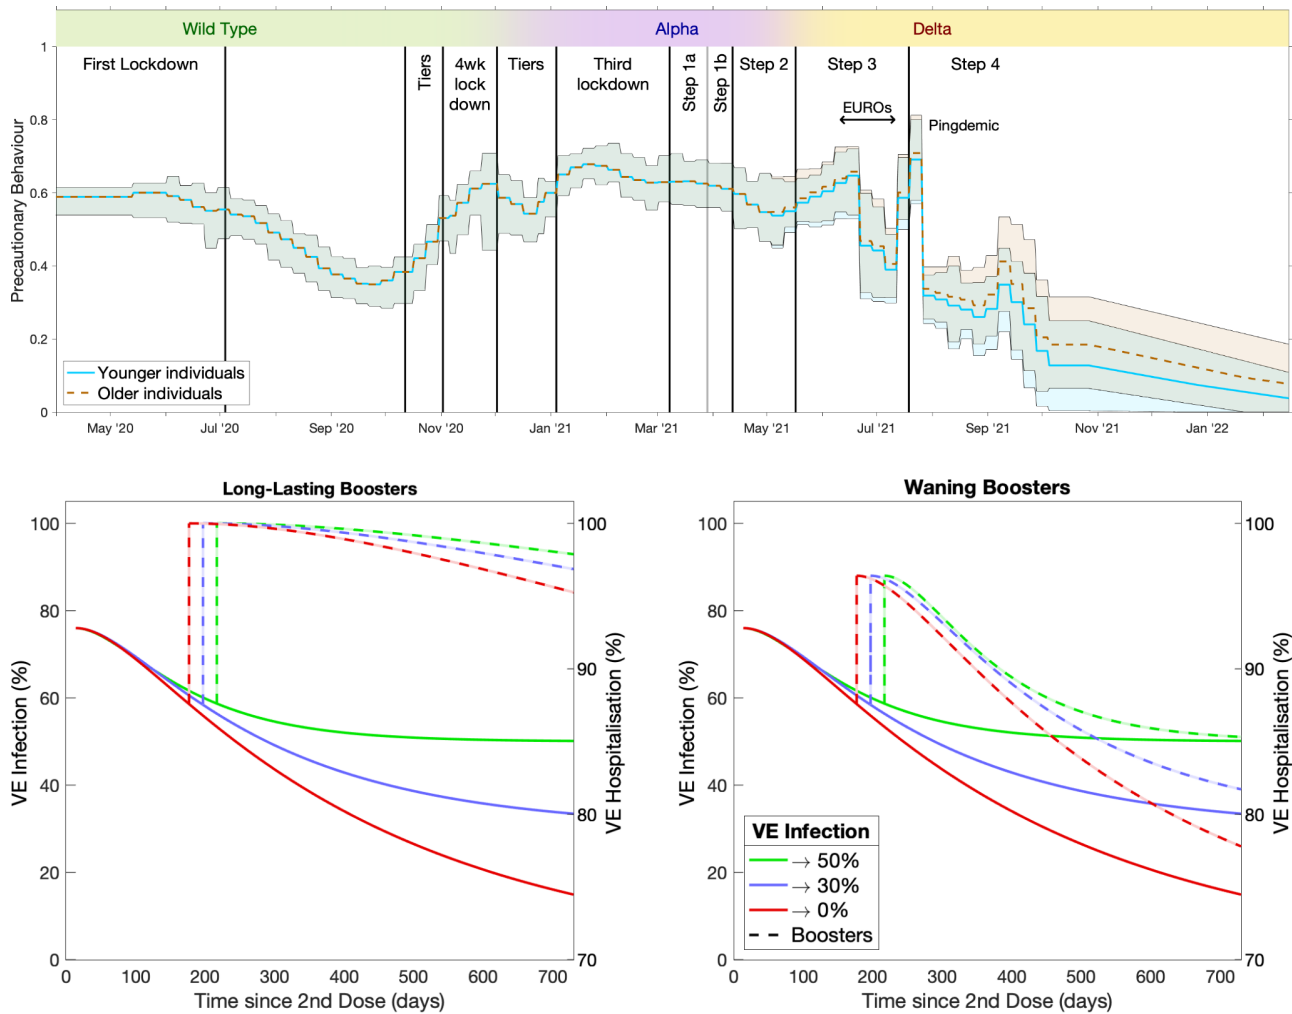 Wild Type
Alpha
Delta
Precautionary Behaviour
1
0.8
0.6
0.4
0.2
0
First Lockdown
Tiers
4wk
lock
down
Tiers
Third
lockdown
Step 1a
Step 1b
Step 2
Step 3
Step 4
EUROs
Pingdemic
Younger individuals
Older individuals
May '20
Jul '20
Sep '20
Nov '20
Jan '21
Mar '21
May '21
Jul '21
Sep '21
Nov '21
Jan '22
Long-Lasting Boosters
VE Infection (%)
100
80
60
40
20
0
100
90
80
70
VE Hospitalisation (%)
0 100 200 300 400 500 600 700
Time since 2nd Dose (days)
Waning Boosters
VE Infection (%)
100
80
60
40
20
0
100
90
80
70
VE Hospitalisation (%)
VE Infection
→ 50%
→ 30%
→ 0%
Boosters
0 100 200 300 400 500 600 700
Time since 2nd Dose (days)